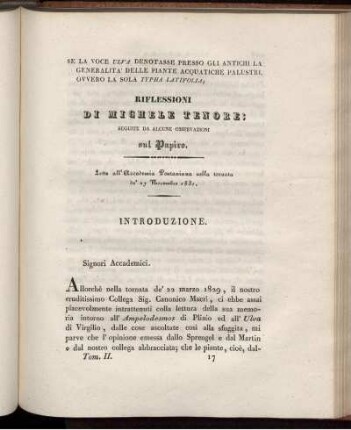 SE LA VOCE ULVA DENOTASSE PRESSO GLI ANTICHI LA
GENERALITA' DELLE PIANTE ACQUATICHE PALUSTRI,
OVVERO LA SOLA TYPHA LATIFOLIA;
RIFLESSIONI
DI MICHELE TENORE;
SEGUITE DA ALCUNE OSSERVAZIONI
sul Papiro.
Lette all'Accademia Pontaniana nella tornata
de' 27 Novembre 1831.
INTRODUZIONE.
Signori Accademici.
Allorchè nella tornata de' 22 marzo 1829, il nostro
eruditissimo Collega Sig. Canonico Macrì, ci ebbe assai
piacevolmente intrattenuti colla lettura della sua memoria
intorno all'Ampelodesmos di Plinio ed all'Ulva
di Virgilio, dalle cose ascoltate così alla sfuggita, mi
parve che l'opinione emessa dallo Sprengel e dal Martin
e dal nostro collega abbracciata; che le piante, cioè, dal-
Tom. II. 17